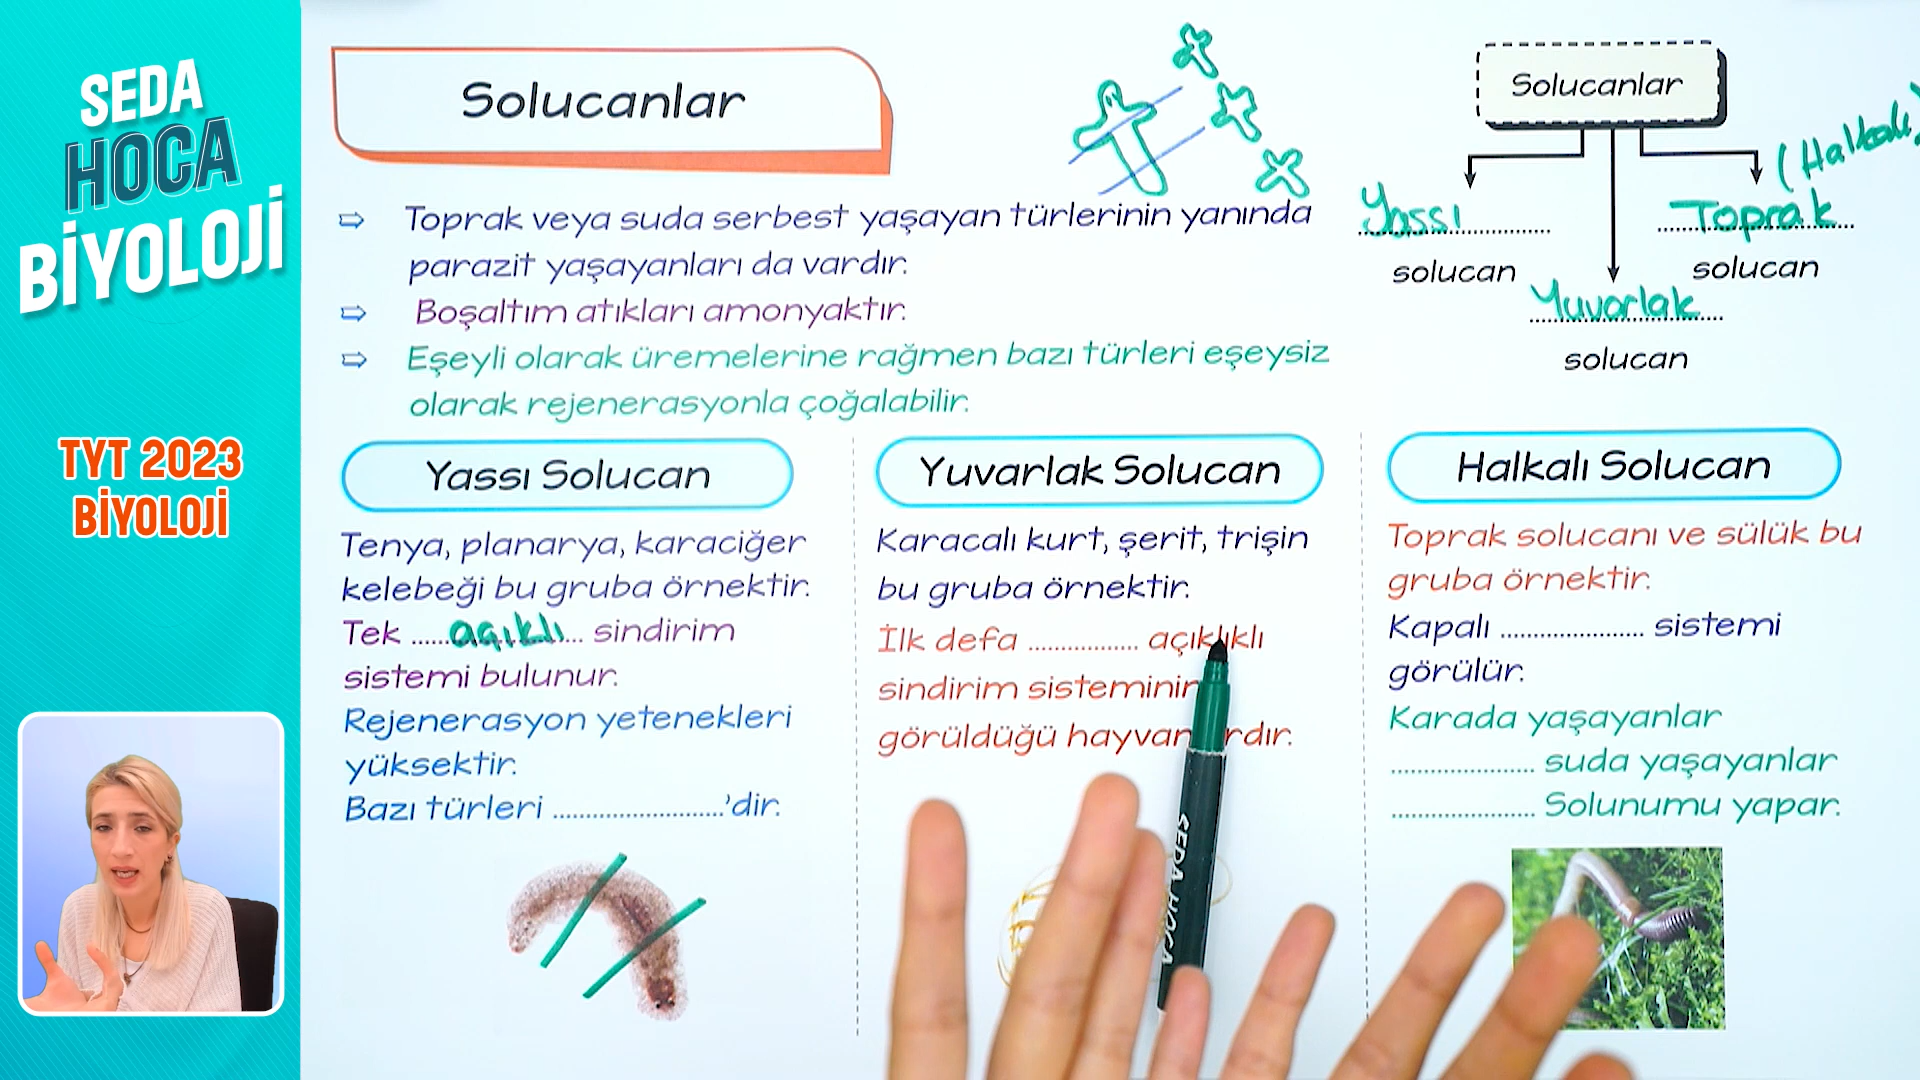 SEDA
HOCA
BİYOLOJİ
TYT 2023
BİYOLOJİ
Solucanlar
⇨ Toprak veya suda serbest yaşayan türlerinin yanında
parazit yaşayanları da vardır.
⇨ Boşaltım atıkları amonyaktır.
⇨ Eşeyli olarak üremelerine rağmen bazı türleri eşeysiz
olarak rejenerasyonla çoğalabilir.
Solucanlar
Yassı
solucan
Yuvarlak
solucan
(Halkalı)
Toprak
solucan
Yassı Solucan
Tenya, planarya, karaciğer
kelebeği bu gruba örnektir.
Tek ...açıklı... sindirim
sistemi bulunur.
Rejenerasyon yetenekleri
yüksektir.
Bazı türleri ........................'dir.
Yuvarlak Solucan
Karacalı kurt, şerit, trişin
bu gruba örnektir.
İlk defa ................ açıklıklı
sindirim sisteminin
görüldüğü hayvanlardır.
SEDA HOCA
Halkalı Solucan
Toprak solucanı ve sülük bu
gruba örnektir.
Kapalı ..................... sistemi
görülür.
Karada yaşayanlar
..................... suda yaşayanlar
..................... Solunumu yapar.